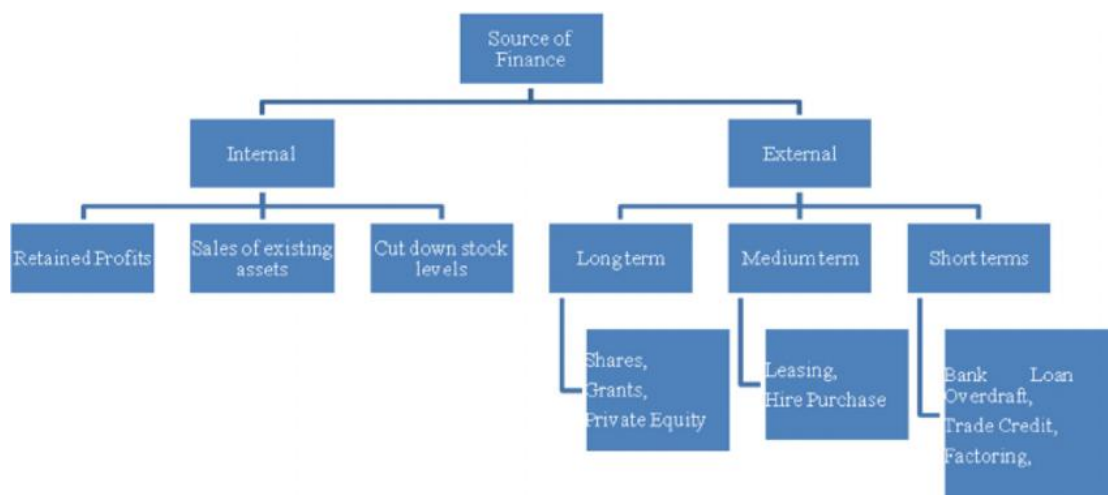 Source of
Finance
Internal
External
Retained Profits
Sales of existing
assets
Cut down stock
levels
Long term
Medium term
Short terms
Shares,
Grants,
Private Equity
Leasing,
Hire Purchase
Bank Loan
Overdraft,
Trade Credit,
Factoring,